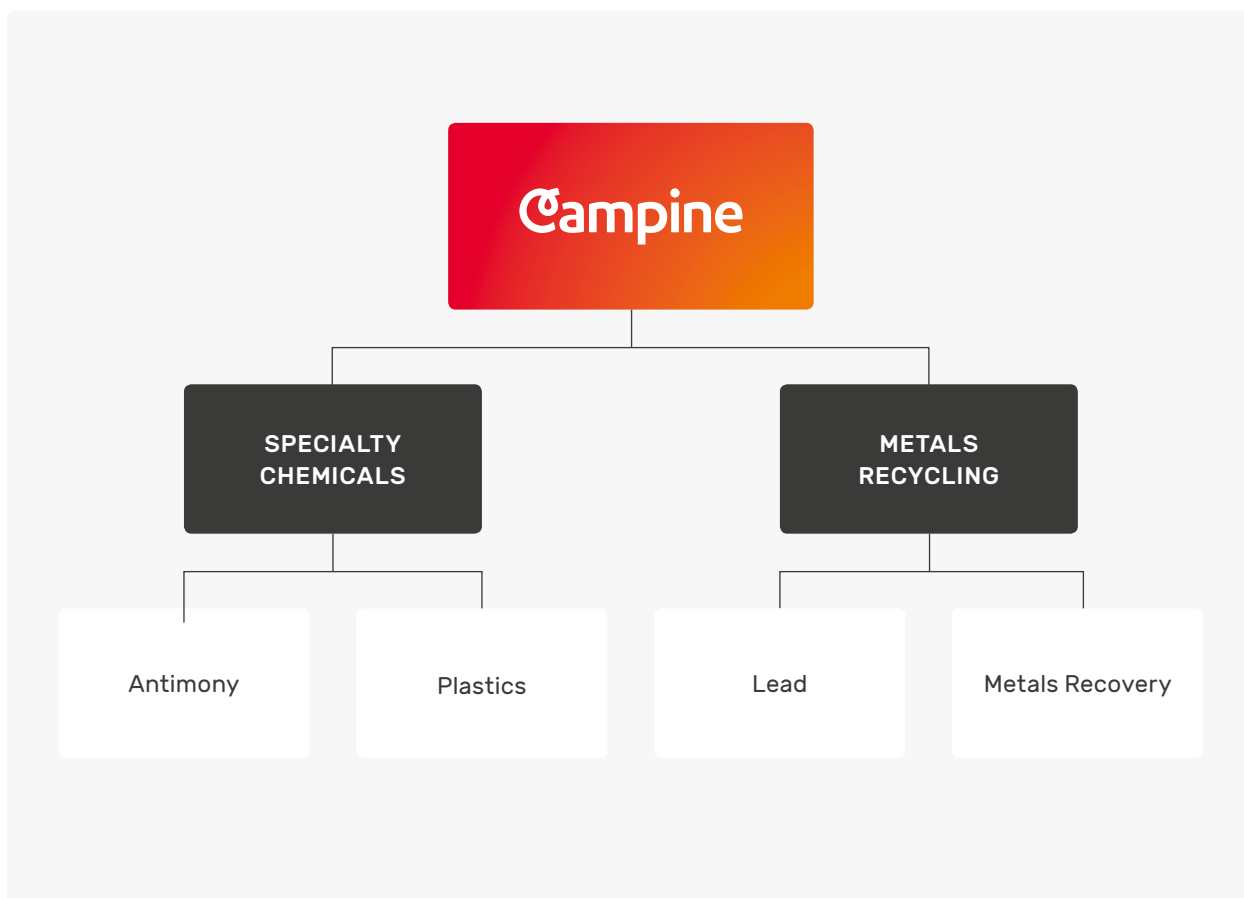 Campine
SPECIALTY
CHEMICALS
METALS
RECYCLING
Antimony
Plastics
Lead
Metals Recovery